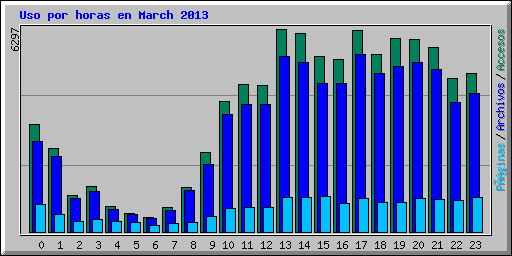 Uso por horas en March 2013
6297
0 1 2 3 4 5 6 7 8 9 10 11 12 13 14 15 16 17 18 19 20 21 22 23
/ Archivos / Accesos